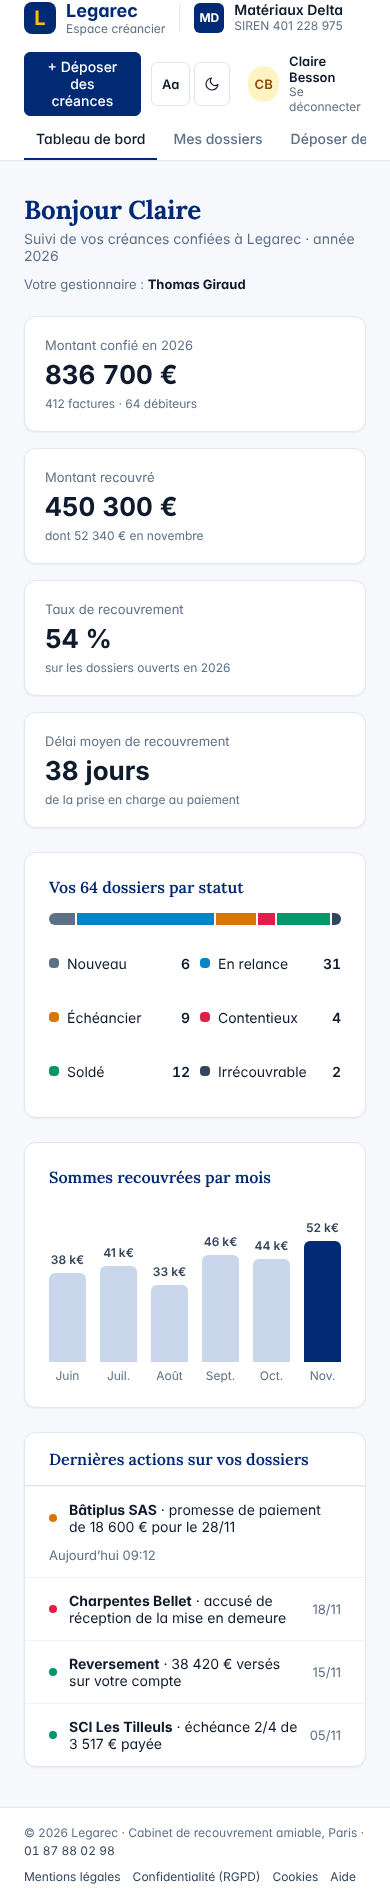 L
Legarec
Espace créancier
MD
Matériaux Delta
SIREN 401 228 975
+ Déposer
des
créances
Aa
CB
Claire
Besson
Se
déconnecter
Tableau de bord
Mes dossiers
Déposer de
Bonjour Claire
Suivi de vos créances confiées à Legarec · année
2026
Votre gestionnaire : Thomas Giraud
Montant confié en 2026
836 700 €
412 factures · 64 débiteurs
Montant recouvré
450 300 €
dont 52 340 € en novembre
Taux de recouvrement
54 %
sur les dossiers ouverts en 2026
Délai moyen de recouvrement
38 jours
de la prise en charge au paiement
Vos 64 dossiers par statut
Nouveau 6
En relance 31
Échéancier 9
Contentieux 4
Soldé 12
Irrécouvrable 2
Sommes recouvrées par mois
38 k€ 41 k€ 33 k€ 46 k€ 44 k€ 52 k€
Juin Juil. Août Sept. Oct. Nov.
Dernières actions sur vos dossiers
Bâtiplus SAS · promesse de paiement
de 18 600 € pour le 28/11
Aujourd’hui 09:12
Charpentes Bellet · accusé de
réception de la mise en demeure
18/11
Reversement · 38 420 € versés
sur votre compte
15/11
SCI Les Tilleuls · échéance 2/4 de
3 517 € payée
05/11
© 2026 Legarec · Cabinet de recouvrement amiable, Paris ·
01 87 88 02 98
Mentions légales Confidentialité (RGPD) Cookies Aide